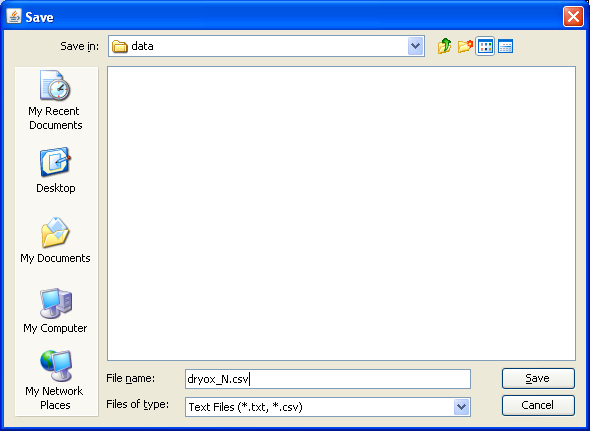 Save
Save in:
data
My Recent
Documents
Desktop
My Documents
My Computer
My Network
Places
File name:
dryox_N.csv
Save
Files of type:
Text Files (*.txt, *.csv)
Cancel